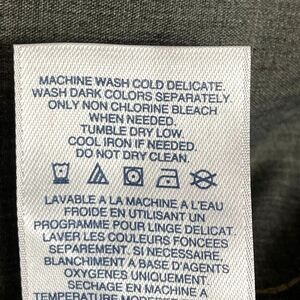 MACHINE WASH COLD DELICATE.
WASH DARK COLORS SEPARATELY.
ONLY NON CHLORINE BLEACH
WHEN NEEDED.
TUMBLE DRY LOW.
COOL IRON IF NEEDED.
DO NOT DRY CLEAN.
LAVABLE A LA MACHINE A L'EAU
FROIDE EN UTILISANT UN
PROGRAMME POUR LINGE DELICAT.
LAVER LES COULEURS FONCEES
SEPAREMENT. SI NECESSAIRE,
BLANCHIMENT A BASE D'AGENTS
OXYGENES UNIQUEMENT.
SECHAGE EN MACHINE A
TEMPERATURE